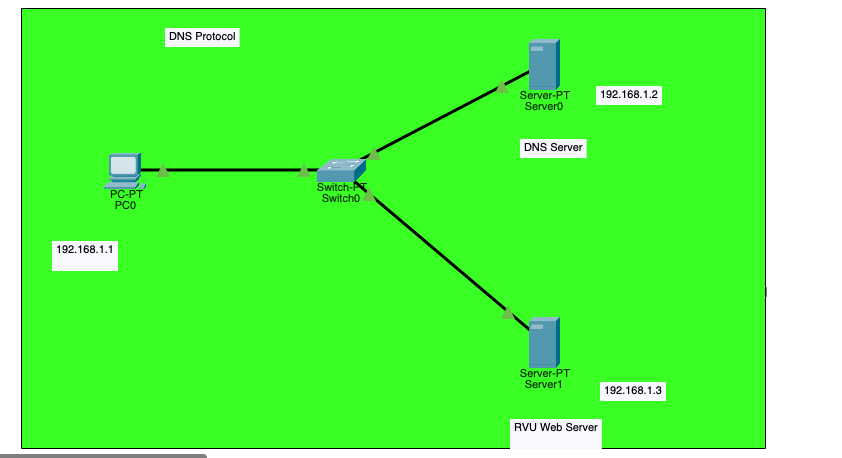 DNS Protocol
Server-PT
Server0
192.168.1.2
DNS Server
PC-PT
PC0
Switch-PT
Switch0
192.168.1.1
Server-PT
Server1
192.168.1.3
RVU Web Server